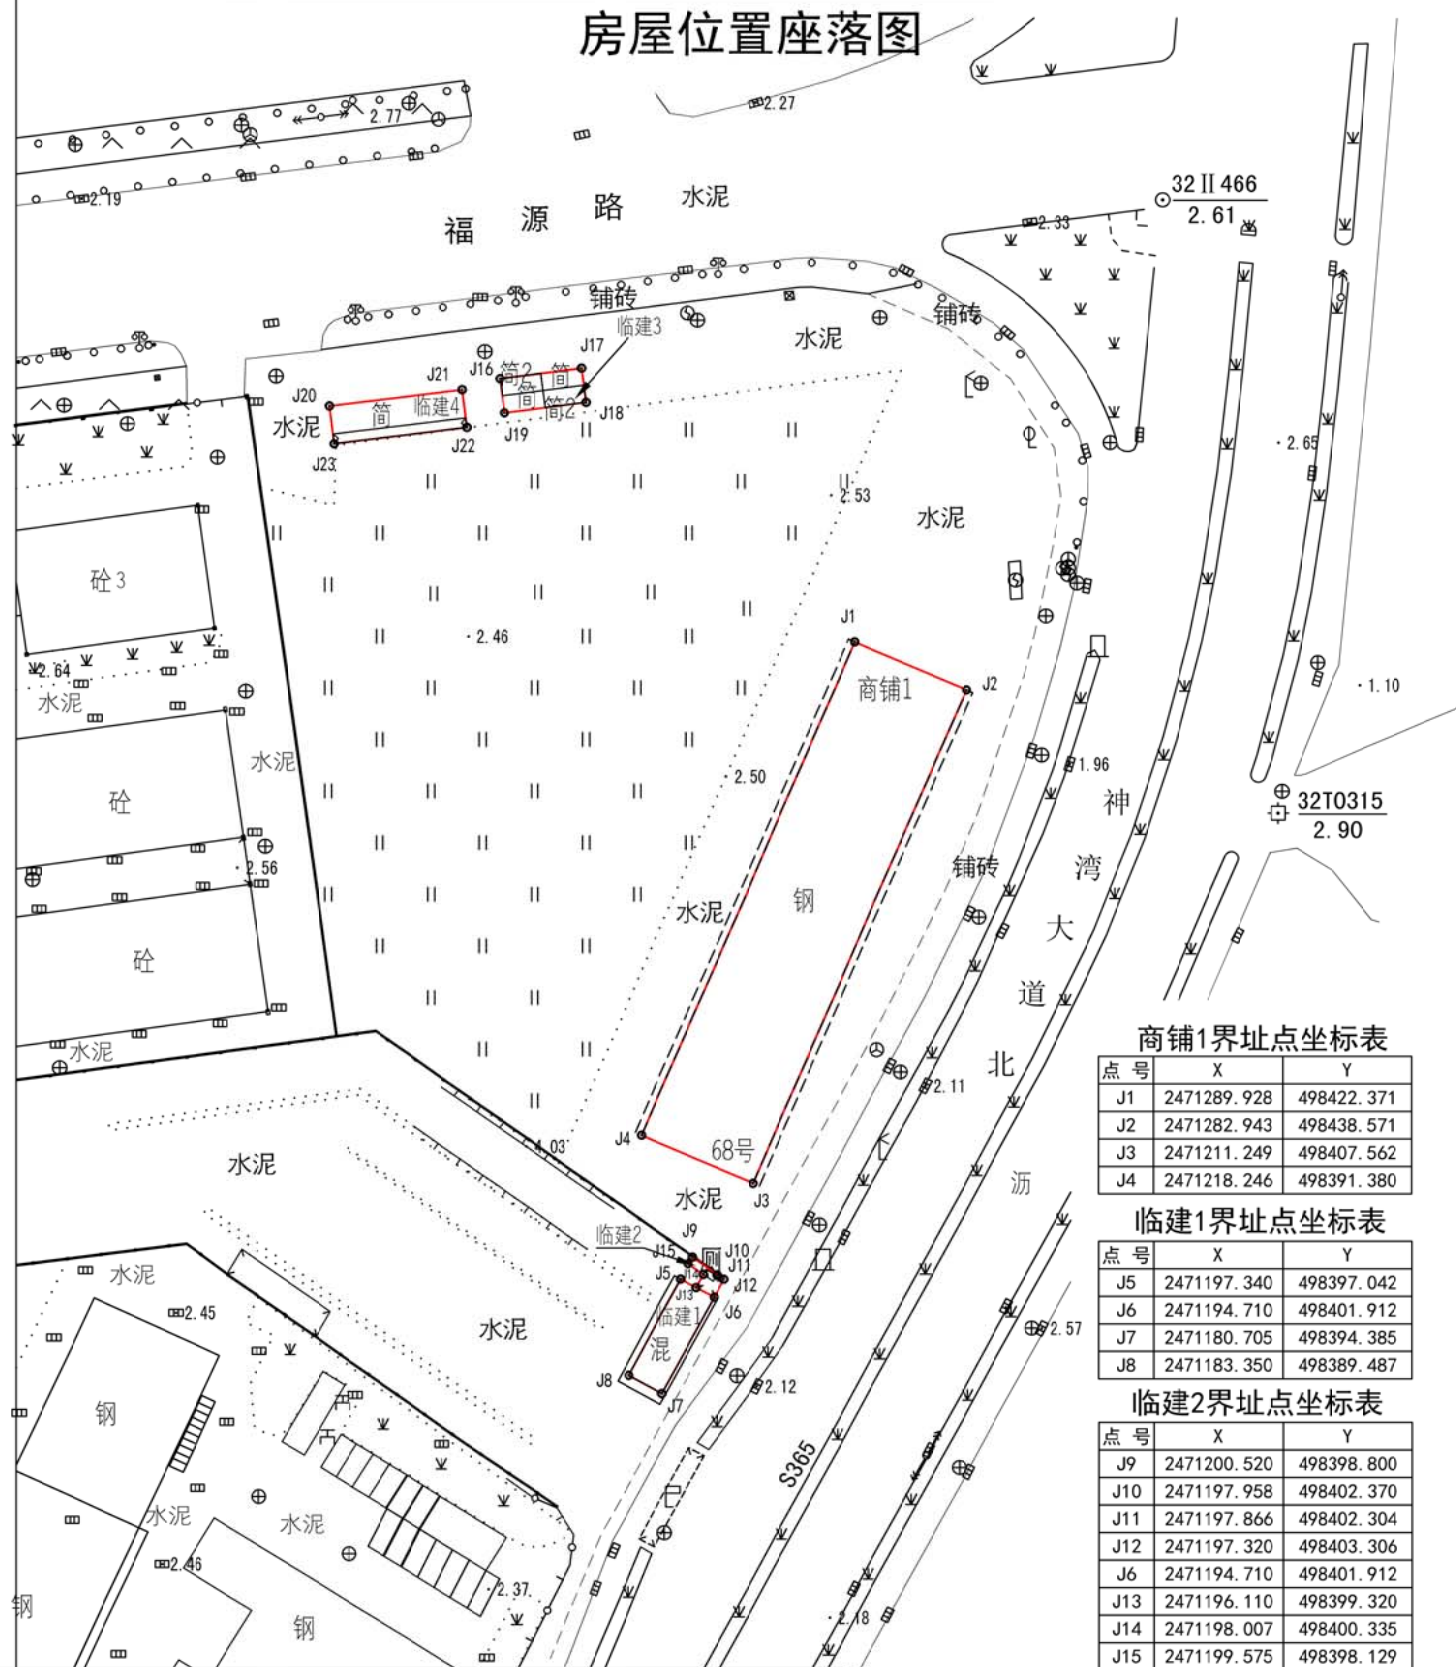 房屋位置座落图
2.27
2.77
2.19
32Ⅱ466
2.61
2.33
水泥
福源路
铺砖
临建3
铺砖
水泥
J16
J17
简2
简
简
简2
J18
J19
J20
J21
简
临建4
水泥
J22
J23
2.65
2.53
水泥
砼3
2.46
J1
2.64
商铺1
J2
1.10
水泥
水泥
2.50
1.96
砼
32T0315
2.90
神湾大道北
2.56
铺砖
钢
水泥
砼
水泥
2.11
4.03
J4
68号
水泥
J3
水泥
沥
临建2
J9
J10
J15
J11
J5
厕
J14
J12
J13
J6
临建1
水泥
2.45
水泥
混
2.57
J8
J7
2.12
钢
S365
水泥
水泥
2.46
2.37
2.18
钢
钢
商铺1界址点坐标表
点号 X Y
J1 2471289.928 498422.371
J2 2471282.943 498438.571
J3 2471211.249 498407.562
J4 2471218.246 498391.380
临建1界址点坐标表
点号 X Y
J5 2471197.340 498397.042
J6 2471194.710 498401.912
J7 2471180.705 498394.385
J8 2471183.350 498389.487
临建2界址点坐标表
点号 X Y
J9 2471200.520 498398.800
J10 2471197.958 498402.370
J11 2471197.866 498402.304
J12 2471197.320 498403.306
J6 2471194.710 498401.912
J13 2471196.110 498399.320
J14 2471198.007 498400.335
J15 2471199.575 498398.129